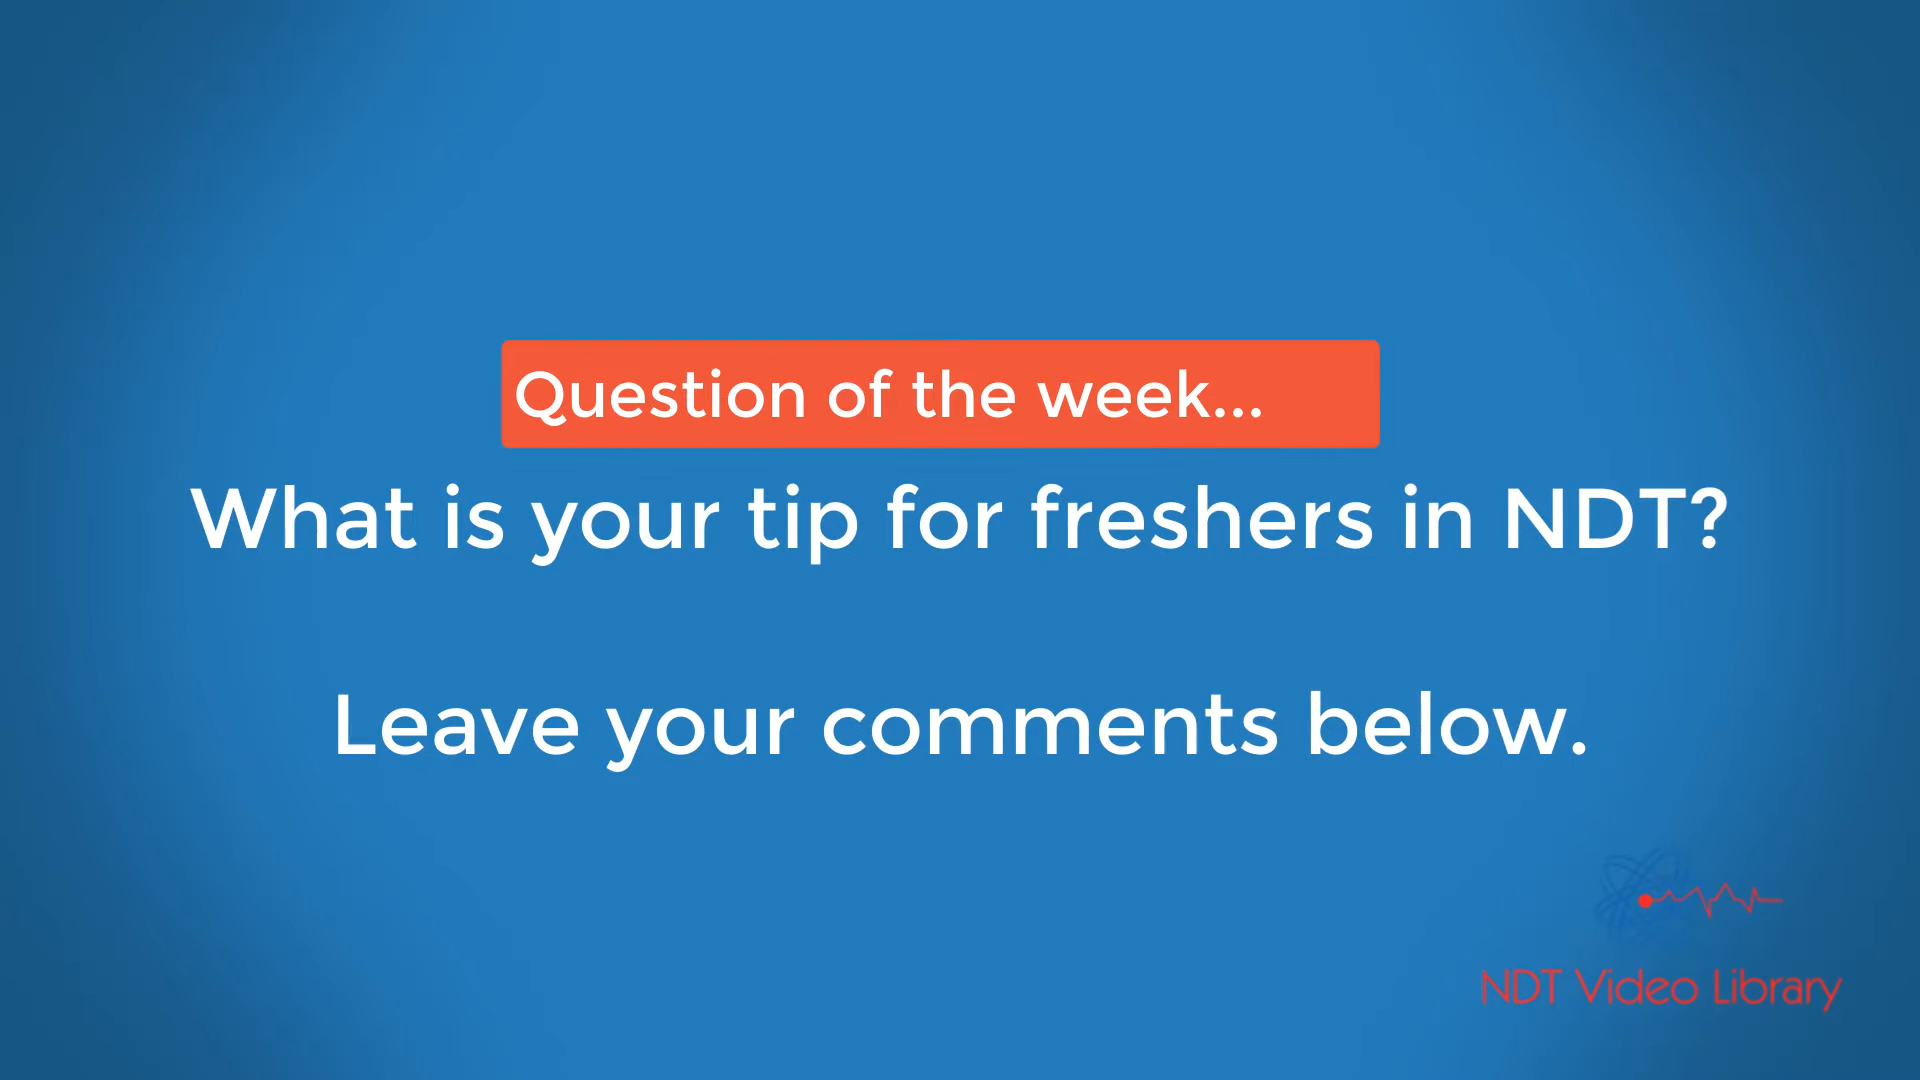 Question of the week...
What is your tip for freshers in NDT?
Leave your comments below.
NDT Video Library